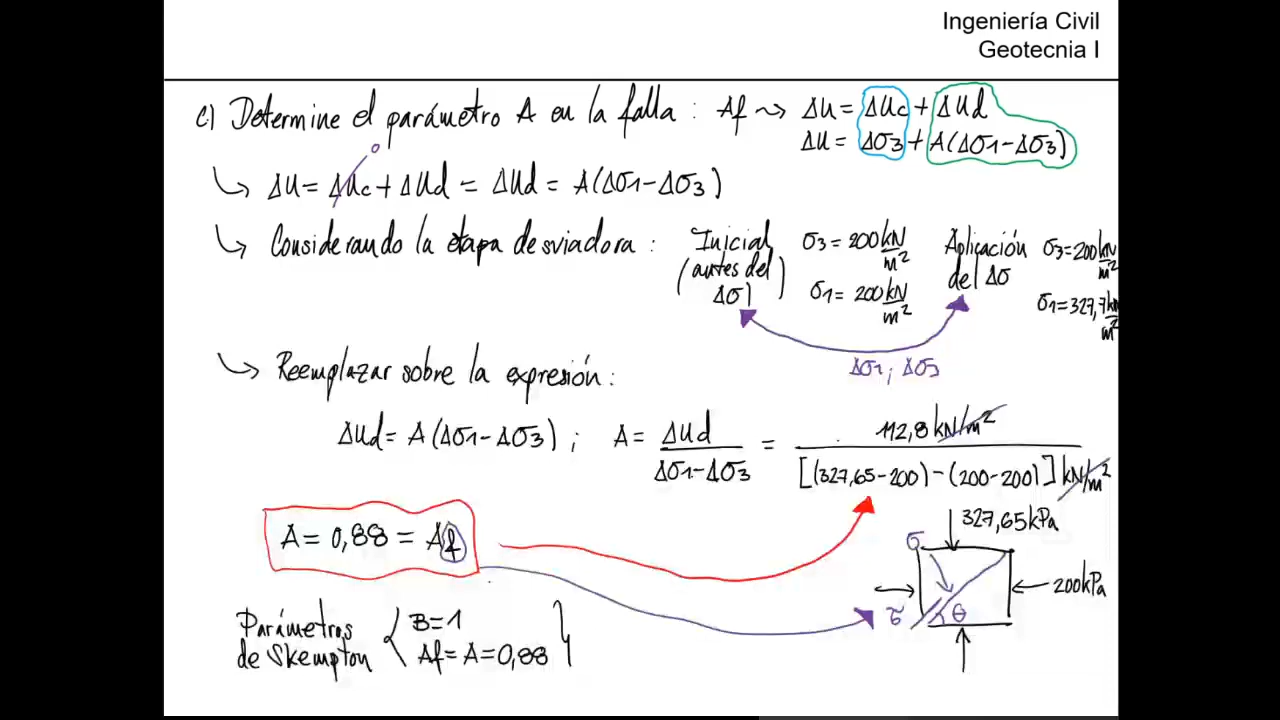 Ingeniería Civil
Geotecnia I
c) Determine el parámetro A en la falla: Af ⇝ Δu = Δuc + Δud
Δu = Δσ3 + A(Δσ1-Δσ3)
0
↳ Δu = Δuc + Δud = Δud = A(Δσ1-Δσ3)
↳ Considerando la etapa desviadora: Inicial (antes del Δσ) σ3 = 200 kN/m² σ1 = 200 kN/m² Aplicación del Δσ σ3 = 200 kN/m² σ1 = 327,7 kN/m²
Δσ1; Δσ3
↳ Reemplazar sobre la expresión:
Δud = A(Δσ1-Δσ3); A = Δud / Δσ1-Δσ3 = 112,8 kN/m² / [(327,65-200)-(200-200)] kN/m²
327,65 kPa
A = 0,88 = Af
σ
200 kPa
τ θ
Parámetros de Skempton
B = 1
Af = A = 0,88